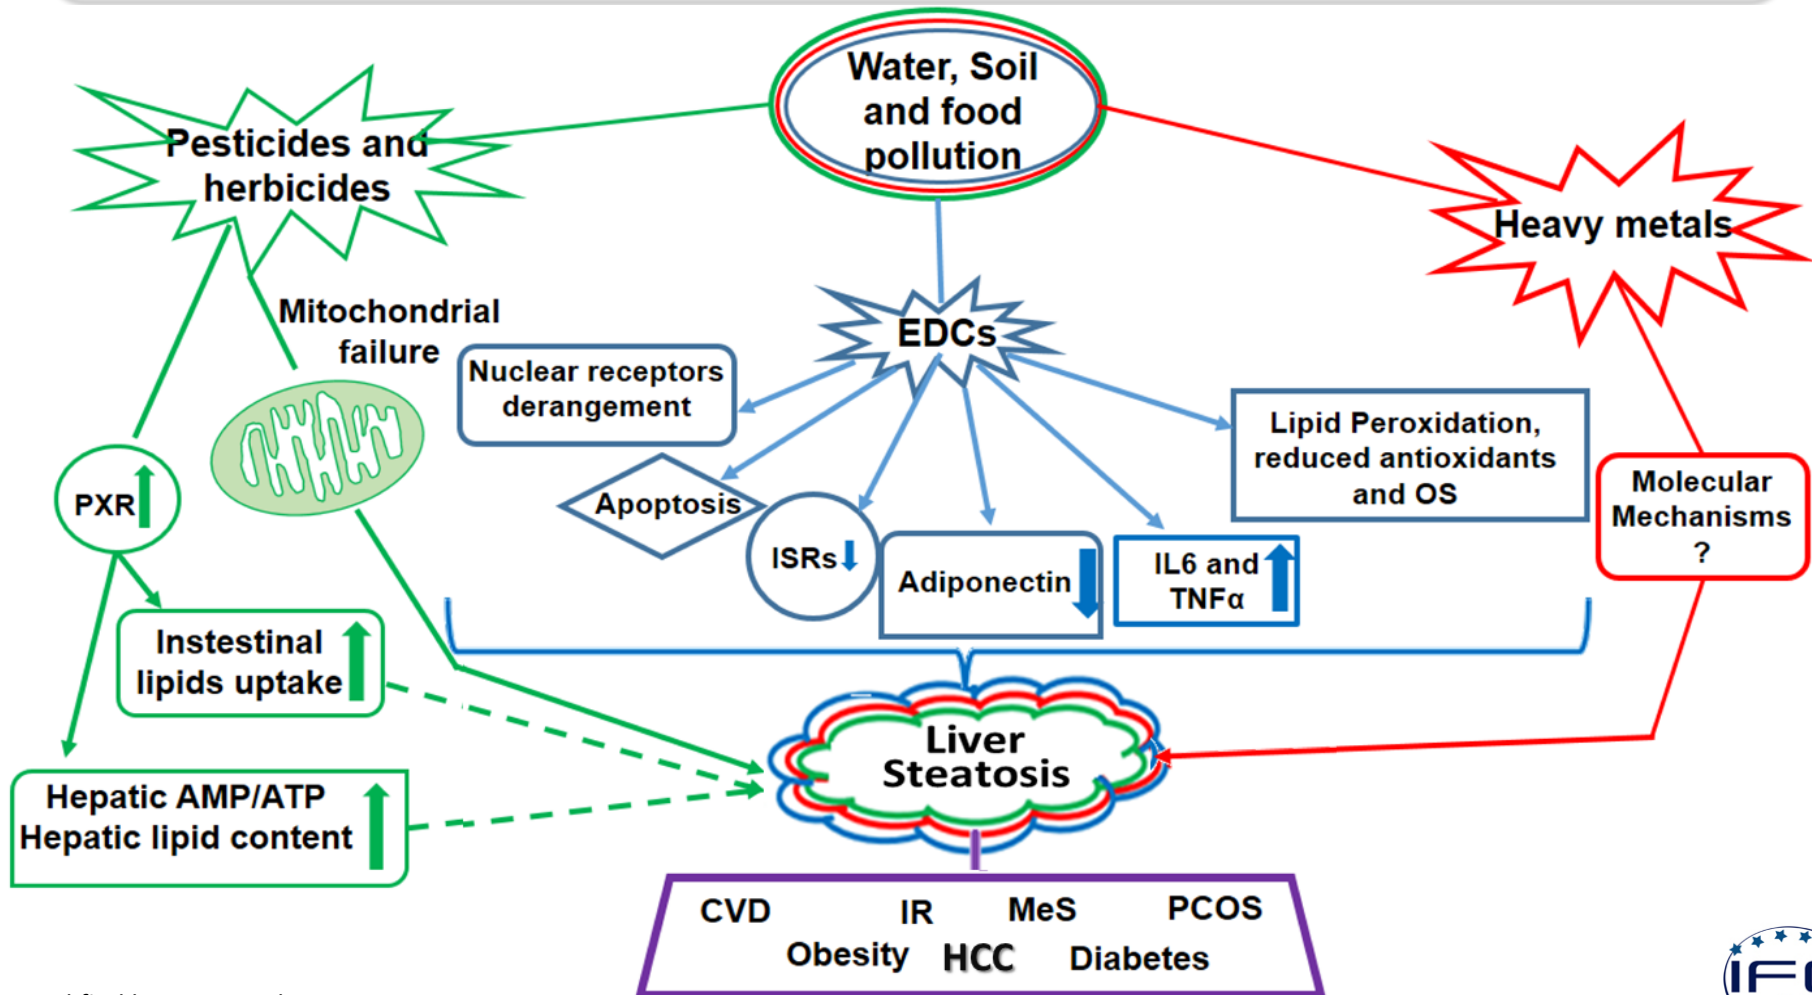 Water, Soil
and food
pollution
Pesticides and
herbicides
Heavy metals
Mitochondrial
failure
EDCs
Nuclear receptors
derangement
Lipid Peroxidation,
reduced antioxidants
and OS
Apoptosis
PXR
ISRs
Adiponectin
IL6 and
TNFα
Molecular
Mechanisms
?
Instestinal
lipids uptake
Liver
Steatosis
Hepatic AMP/ATP
Hepatic lipid content
CVD
IR
MeS
PCOS
Obesity
HCC
Diabetes